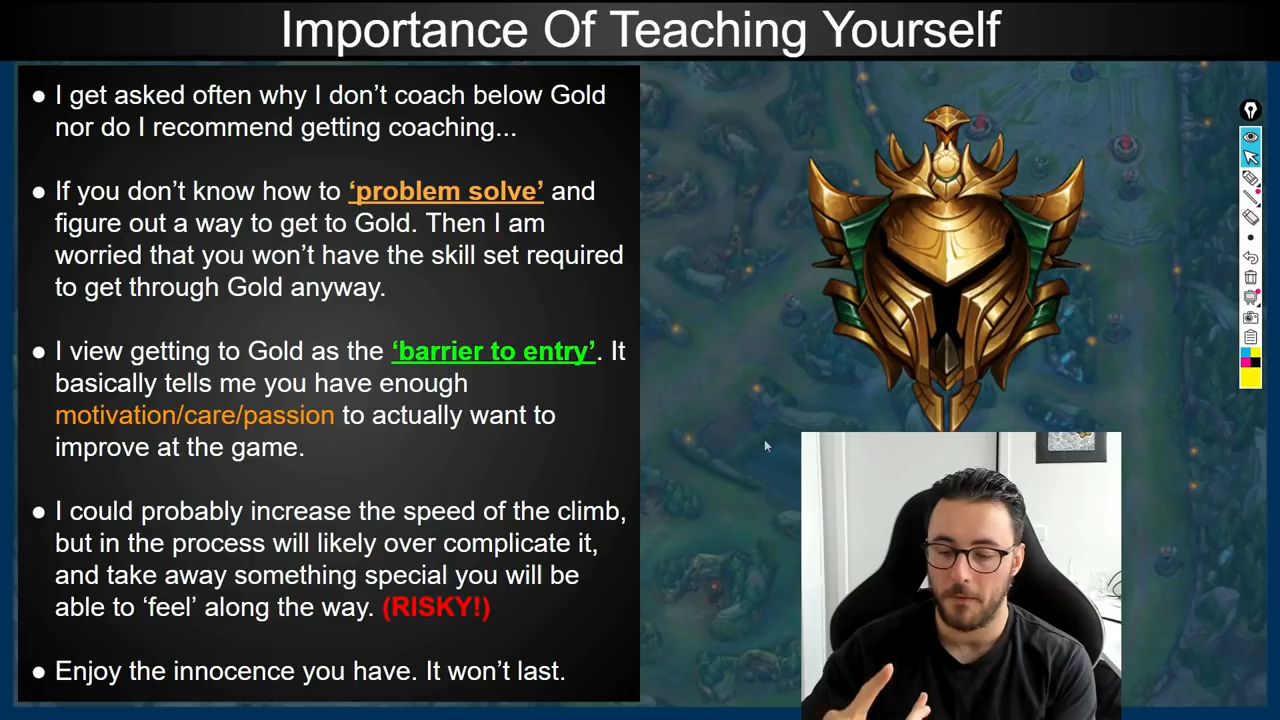 Importance Of Teaching Yourself
● I get asked often why I don’t coach below Gold
nor do I recommend getting coaching...
● If you don’t know how to ‘problem solve’ and
figure out a way to get to Gold. Then I am
worried that you won’t have the skill set required
to get through Gold anyway.
● I view getting to Gold as the ‘barrier to entry’. It
basically tells me you have enough
motivation/care/passion to actually want to
improve at the game.
● I could probably increase the speed of the climb,
but in the process will likely over complicate it,
and take away something special you will be
able to ‘feel’ along the way. (RISKY!)
● Enjoy the innocence you have. It won’t last.